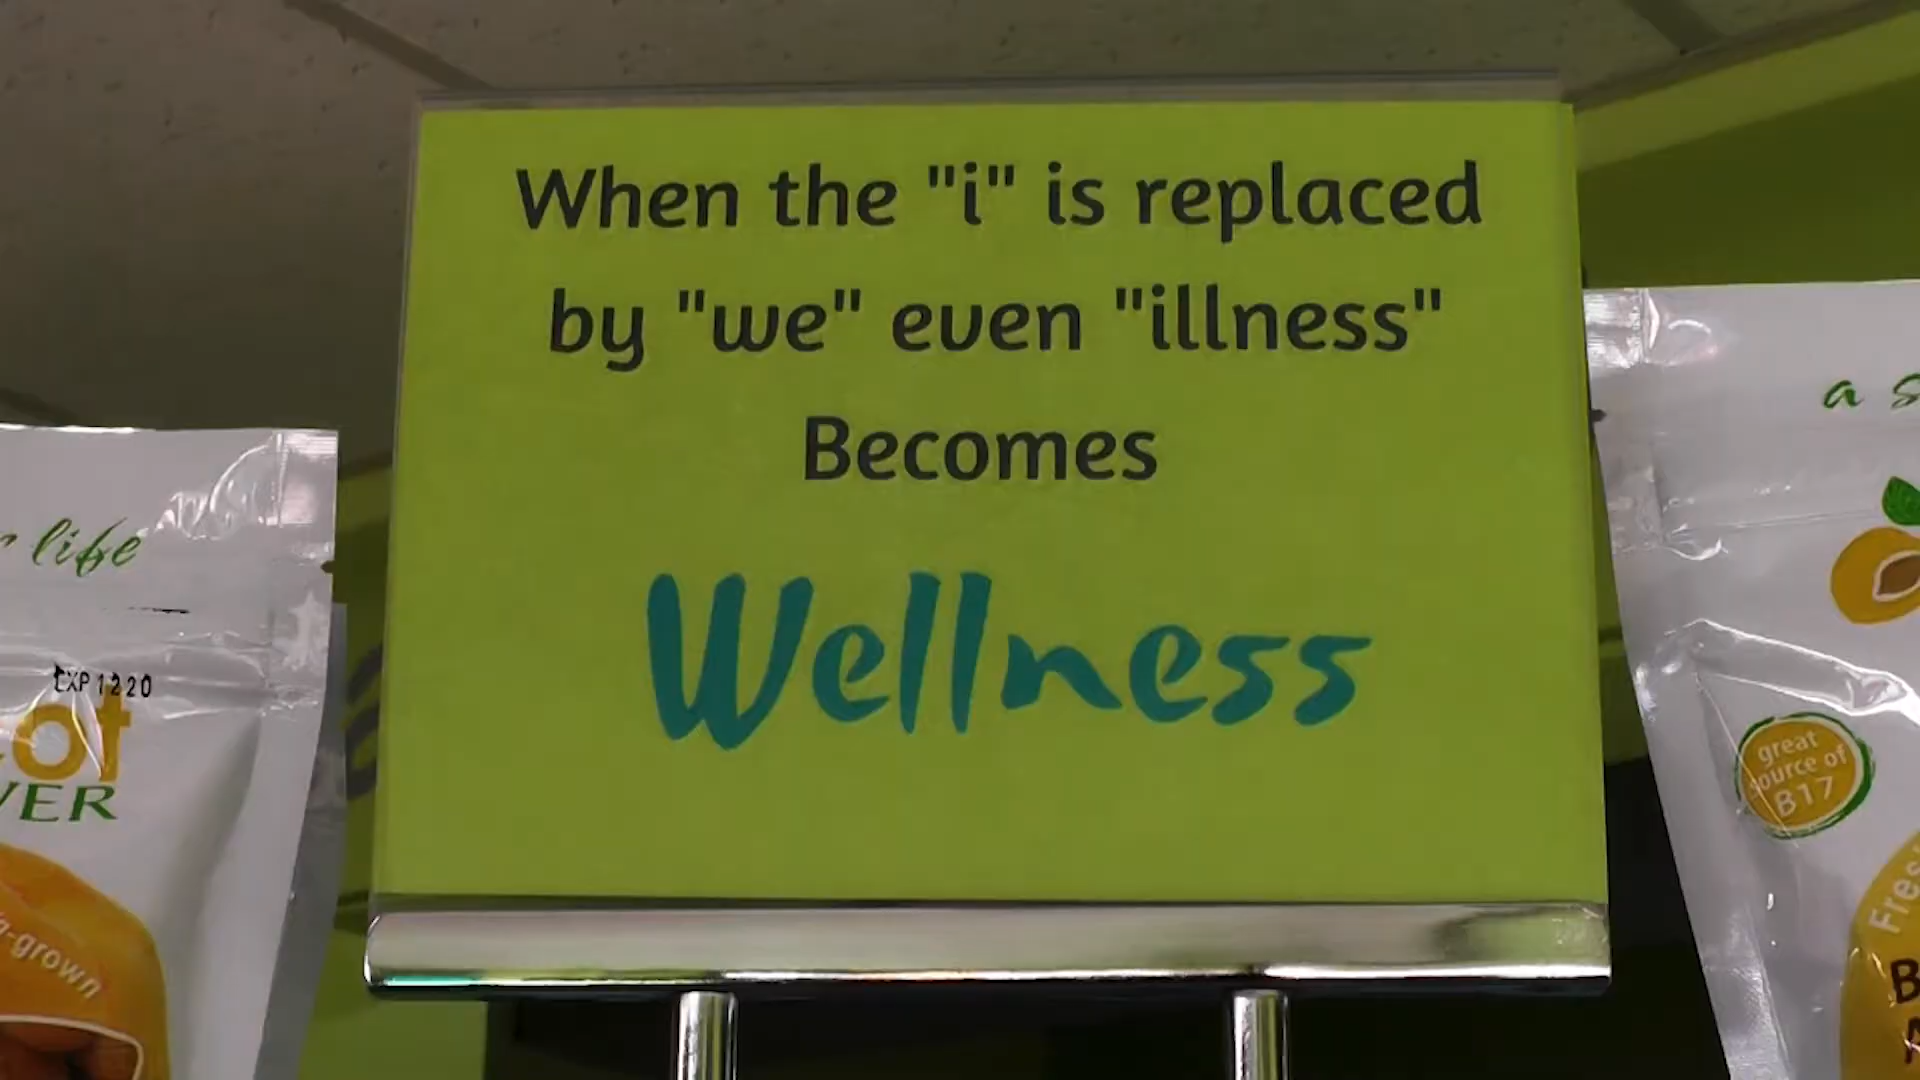 When the "i" is replaced
by "we" even "illness"
Becomes
Wellness
life
EXP 1220
VER
-grown
a
great
source of
B17